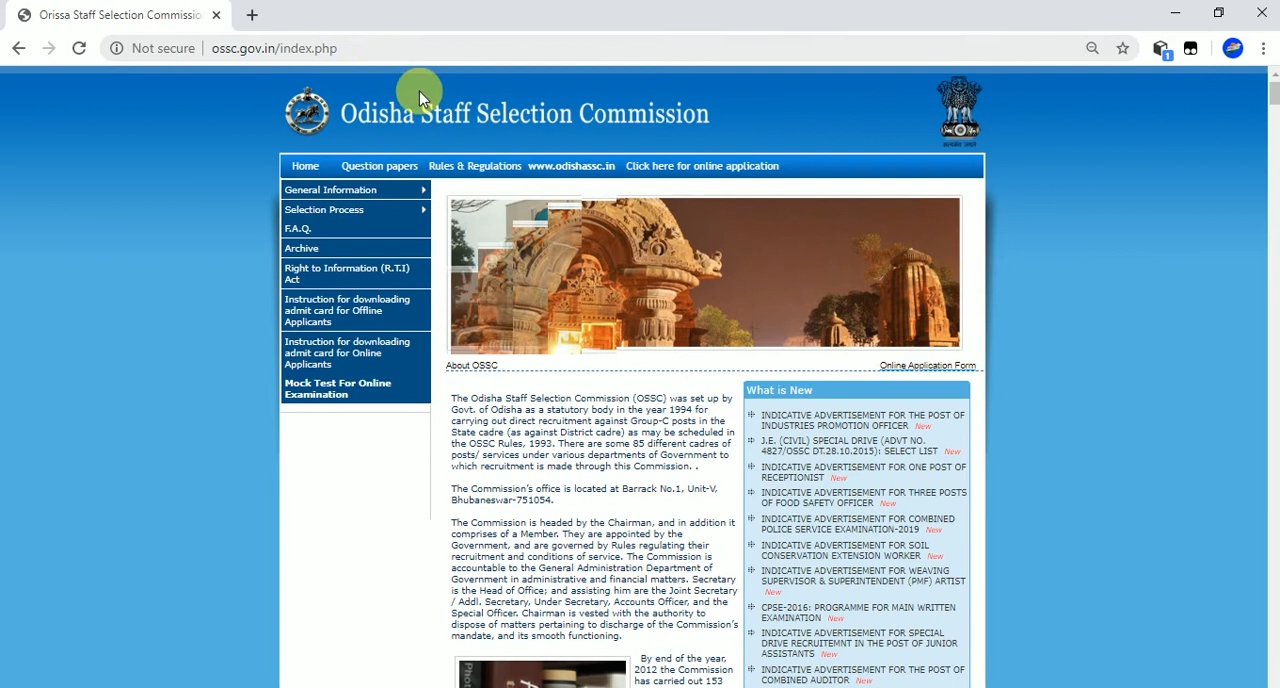 Orissa Staff Selection Commissio
Not secure
ossc.gov.in/index.php
1
Odisha Staff Selection Commission
Home Question papers Rules & Regulations www.odishassc.in Click here for online application
General Information
Selection Process
F.A.Q.
Archive
Right to Information (R.T.I)
Act
Instruction for downloading
admit card for Offline
Applicants
Instruction for downloading
admit card for Online
Applicants
Mock Test For Online
Examination
About OSSC
Online Application Form
The Odisha Staff Selection Commission (OSSC) was set up by
Govt. of Odisha as a statutory body in the year 1994 for
carrying out direct recruitment against Group-C posts in the
State cadre (as against District cadre) as may be scheduled in
the OSSC Rules, 1993. There are some 85 different cadres of
posts/ services under various departments of Government to
which recruitment is made through this Commission. .
The Commission's office is located at Barrack No.1, Unit-V,
Bhubaneswar-751054.
The Commission is headed by the Chairman, and in addition it
comprises of a Member. They are appointed by the
Government, and are governed by Rules regulating their
recruitment and conditions of service. The Commission is
accountable to the General Administration Department of
Government in administrative and financial matters. Secretary
is the Head of Office; and assisting him are the Joint Secretary
/ Addl. Secretary, Under Secretary, Accounts Officer, and the
Special Officer. Chairman is vested with the authority to
dispose of matters pertaining to discharge of the Commission's
mandate, and its smooth functioning.
By end of the year,
2012 the Commission
has carried out 153
What is New
INDICATIVE ADVERTISEMENT FOR THE POST OF
INDUSTRIES PROMOTION OFFICER New
J.E. (CIVIL) SPECIAL DRIVE (ADVT NO.
4827/OSSC DT.28.10.2015): SELECT LIST New
INDICATIVE ADVERTISEMENT FOR ONE POST OF
RECEPTIONIST New
INDICATIVE ADVERTISEMENT FOR THREE POSTS
OF FOOD SAFETY OFFICER New
INDICATIVE ADVERTISEMENT FOR COMBINED
POLICE SERVICE EXAMINATION-2019 New
INDICATIVE ADVERTISEMENT FOR SOIL
CONSERVATION EXTENSION WORKER New
INDICATIVE ADVERTISEMENT FOR WEAVING
SUPERVISOR & SUPERINTENDENT (PMF) ARTIST
New
CPSE-2016: PROGRAMME FOR MAIN WRITTEN
EXAMINATION New
INDICATIVE ADVERTISEMENT FOR SPECIAL
DRIVE RECRUITEMNT IN THE POST OF JUNIOR
ASSISTANTS New
INDICATIVE ADVERTISEMENT FOR THE POST OF
COMBINED AUDITOR New